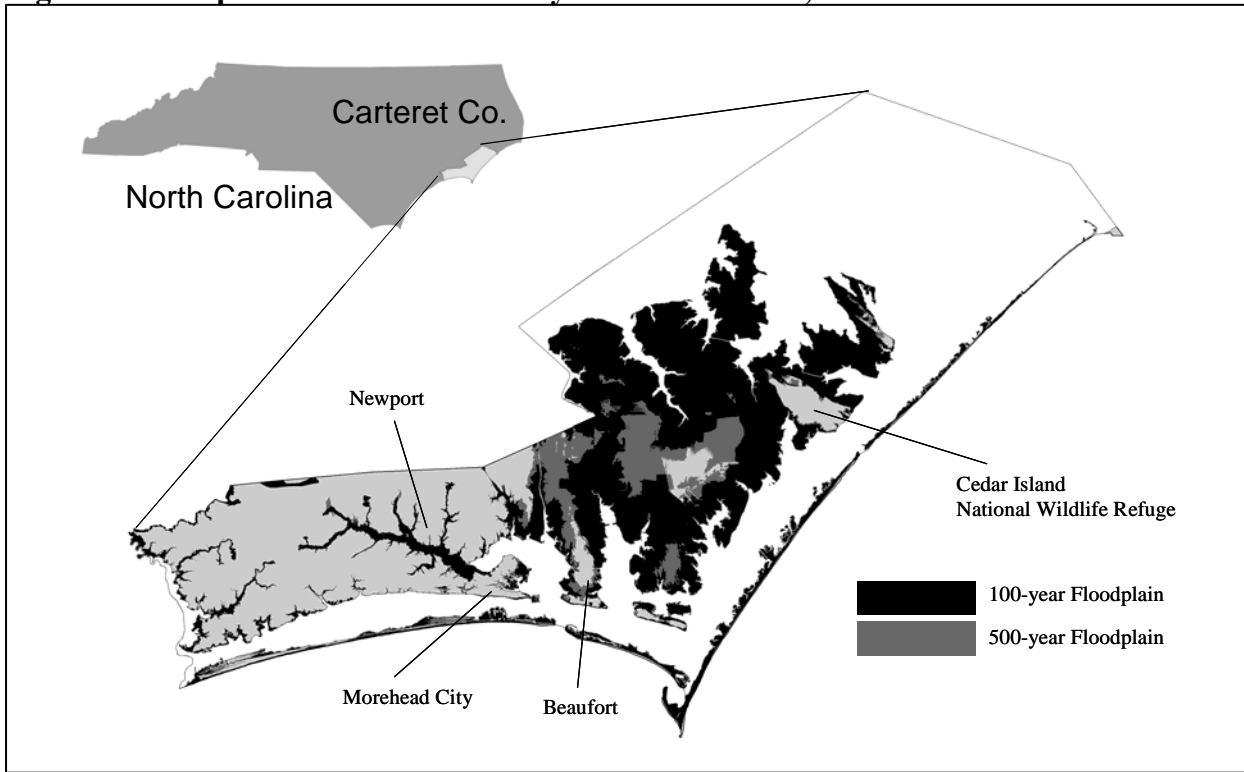 Carteret Co.
North Carolina
Newport
Cedar Island
National Wildlife Refuge
100-year Floodplain
500-year Floodplain
Morehead City
Beaufort